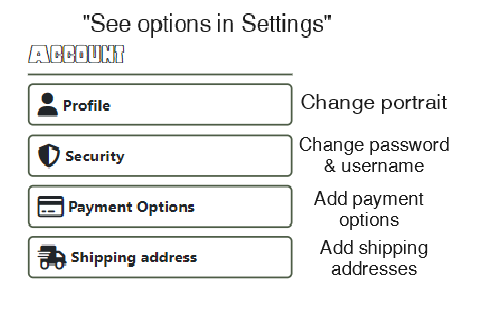 "See options in Settings"
ACCOUNT
Profile
Change portrait
Security
Change password
& username
Payment Options
Add payment
options
Shipping address
Add shipping
addresses